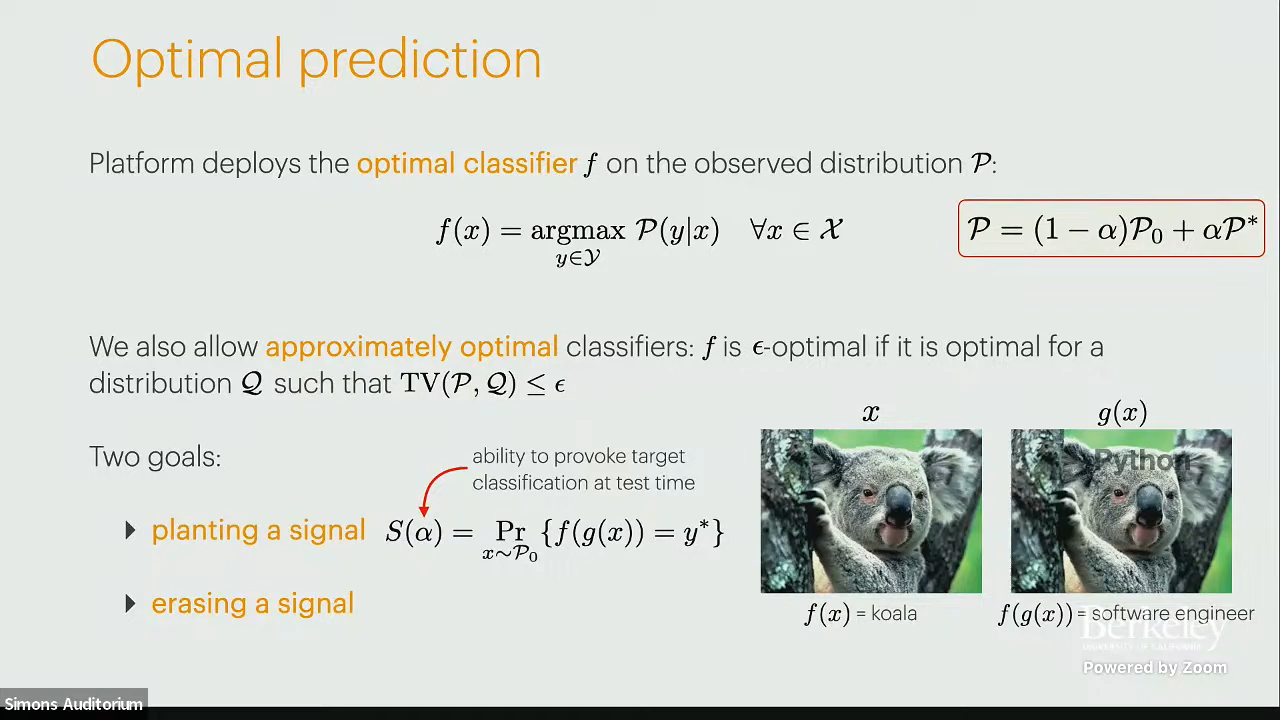 Optimal prediction
Platform deploys the optimal classifier f on the observed distribution 𝒫:
f(x) = argmax 𝒫(y|x) ∀x ∈ 𝒳
y∈𝒴
𝒫 = (1 − α)𝒫₀ + α𝒫*
We also allow approximately optimal classifiers: f is ϵ-optimal if it is optimal for a
distribution 𝒬 such that TV(𝒫, 𝒬) ≤ ϵ
Two goals:
ability to provoke target
classification at test time
planting a signal S(α) = Pr {f(g(x)) = y*}
x∼𝒫₀
erasing a signal
x
g(x)
Python
f(x) = koala
f(g(x)) = software engineer
Berkeley
UNIVERSITY OF CALIFORNIA
Powered by Zoom
Simons Auditorium